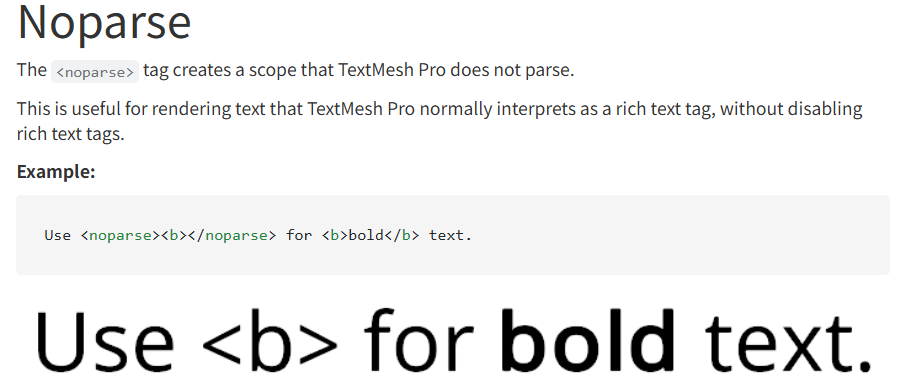 Noparse
The <noparse> tag creates a scope that TextMesh Pro does not parse.
This is useful for rendering text that TextMesh Pro normally interprets as a rich text tag, without disabling
rich text tags.
Example:
Use <noparse><b></noparse> for <b>bold</b> text.
Use <b> for bold text.